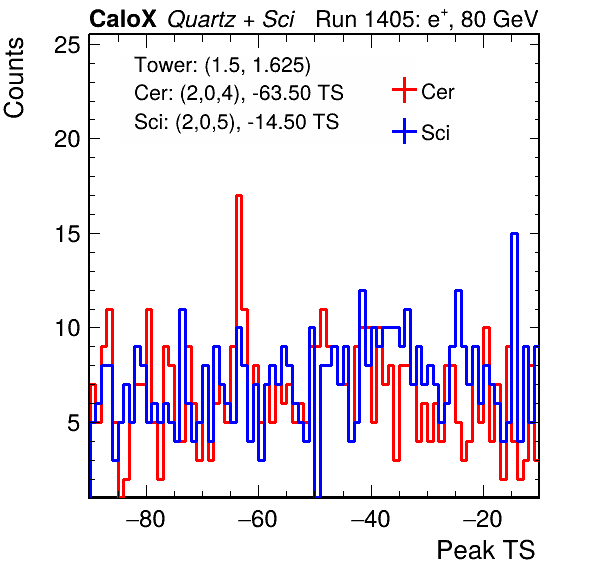 CaloX Quartz + Sci Run 1405: e⁺, 80 GeV
Counts
25
20
15
10
5
Tower: (1.5, 1.625)
Cer: (2,0,4), -63.50 TS
Sci: (2,0,5), -14.50 TS
Cer
Sci
−80 −60 −40 −20
Peak TS